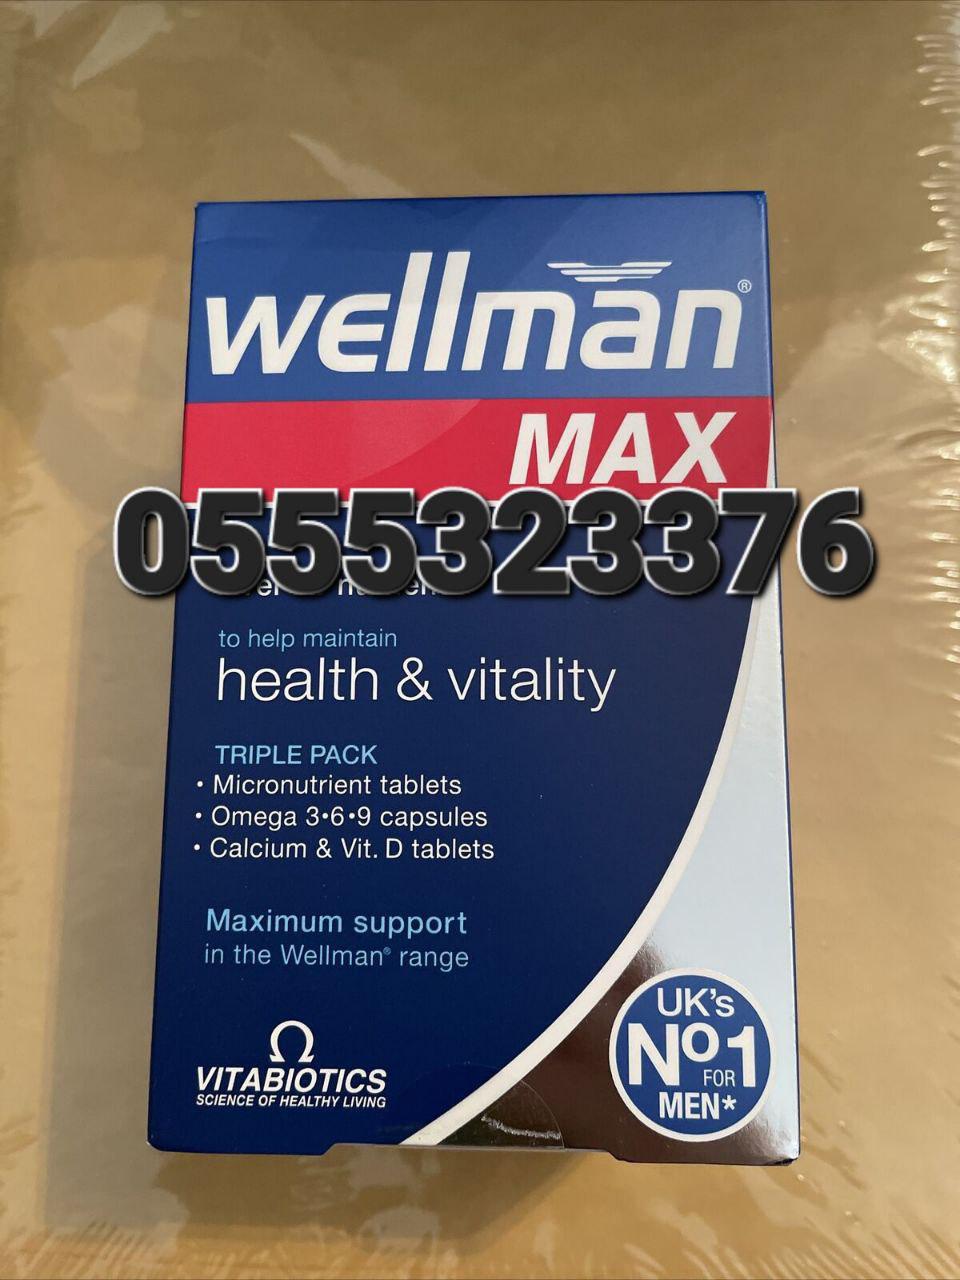 wellman®
MAX
0555323376
to help maintain
health & vitality
TRIPLE PACK
• Micronutrient tablets
• Omega 3•6•9 capsules
• Calcium & Vit. D tablets
Maximum support
in the Wellman® range
UK's
No1
FOR
MEN*
VITABIOTICS
SCIENCE OF HEALTHY LIVING